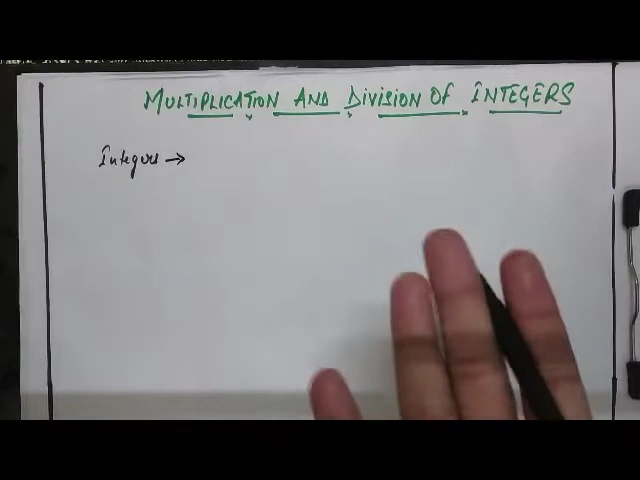 MULTIPLICATION AND DIVISION OF INTEGERS
Integers →